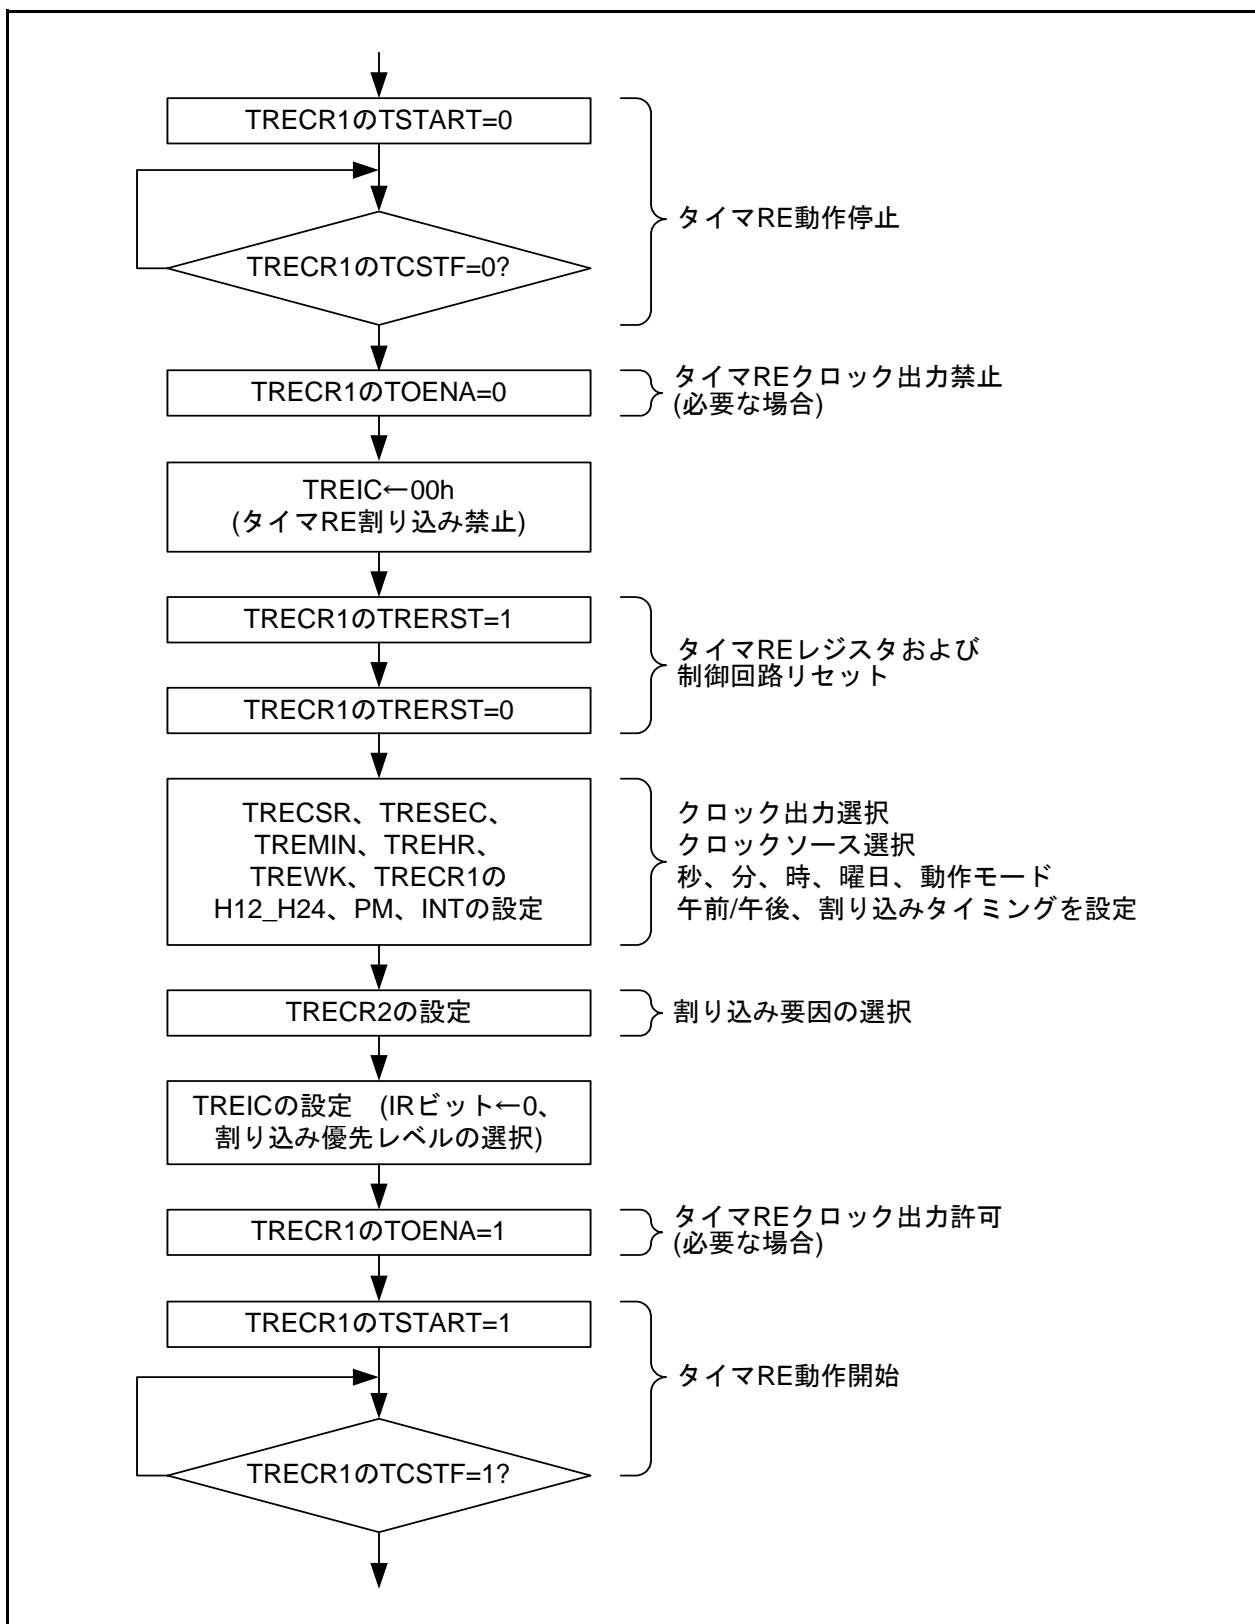 TRECR1のTSTART=0
TRECR1のTCSTF=0?
タイマRE動作停止
TRECR1のTOENA=0
タイマREクロック出力禁止
(必要な場合)
TREIC←00h
(タイマRE割り込み禁止)
TRECR1のTRERST=1
TRECR1のTRERST=0
タイマREレジスタおよび
制御回路リセット
TRECSR、TRESEC、
TREMIN、TREHR、
TREWK、TRECR1の
H12_H24、PM、INTの設定
クロック出力選択
クロックソース選択
秒、分、時、曜日、動作モード
午前/午後、割り込みタイミングを設定
TRECR2の設定
割り込み要因の選択
TREICの設定　(IRビット←0、
割り込み優先レベルの選択)
TRECR1のTOENA=1
タイマREクロック出力許可
(必要な場合)
TRECR1のTSTART=1
TRECR1のTCSTF=1?
タイマRE動作開始